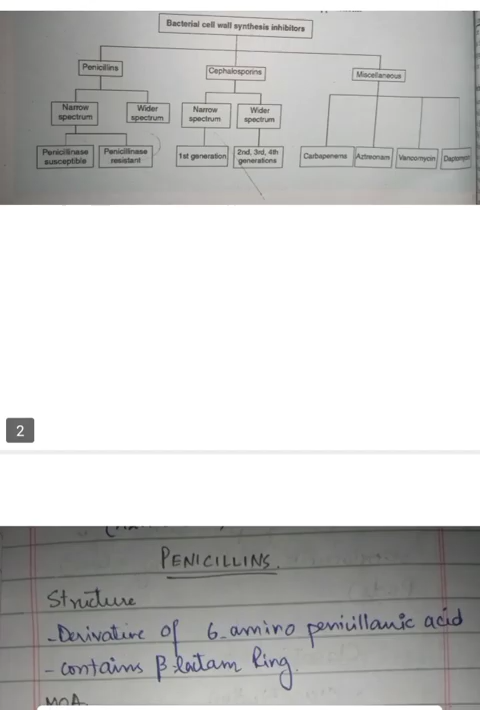 Bacterial cell wall synthesis inhibitors
Penicillins
Cephalosporins
Miscellaneous
Narrow
spectrum
Wider
spectrum
Narrow
spectrum
Wider
spectrum
Penicillinase
susceptible
Penicillinase
resistant
1st generation
2nd, 3rd, 4th
generations
Carbapenems
Aztreonam
Vancomycin
2
PENICILLINS.
Structure
-Derivative of 6-amino penicillanic acid
- contains β-lactam Ring.
MOA